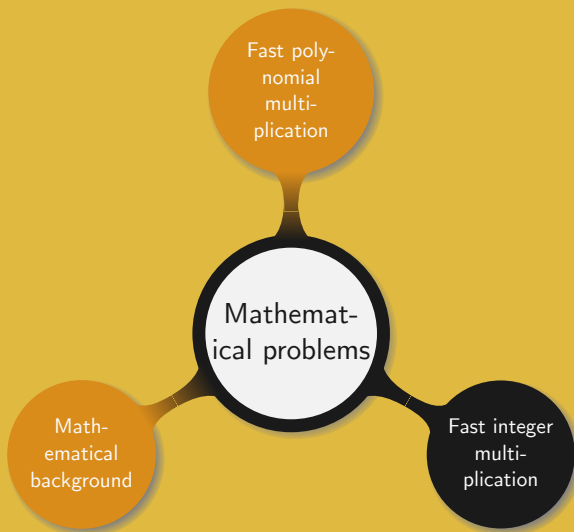 Fast poly-
nomial
multi-
plication
Mathemat-
ical problems
Math-
ematical
background
Fast integer
multi-
plication